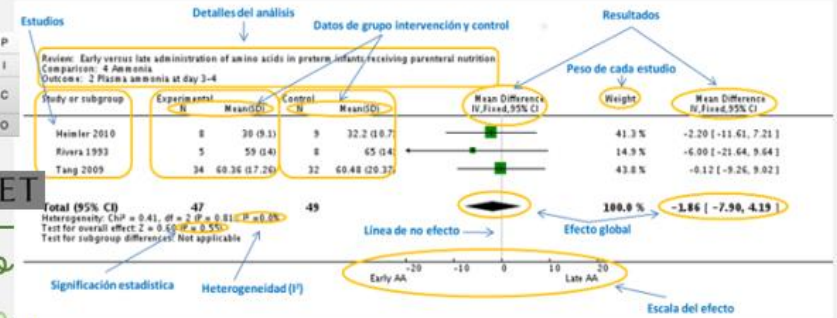 Estudios
Detalles del análisis
Datos de grupo intervención y control
Resultados
Peso de cada estudio
P
I
C
O
ET
Review: Early versus late administration of amino acids in preterm infants receiving parenteral nutrition
Comparison: 4 Ammonia
Outcome: 2 Plasma ammonia at day 3-4
Study or subgroup Experimental Control Mean Difference Weight Mean Difference
N Mean(SD) N Mean(SD) IV,Fixed,95% CI IV,Fixed,95% CI
Heimler 2010 8 30 (9.1) 9 32.2 (10.7) 41.3 % -2.20 [ -11.61, 7.21 ]
Rivera 1993 5 59 (14) 8 65 (14) 14.9 % -6.00 [ -21.64, 9.64 ]
Tang 2009 34 60.36 (17.26) 32 60.48 (20.37) 43.8 % -0.12 [ -9.26, 9.02 ]
Total (95% CI) 47 49 100.0 % -1.86 [ -7.90, 4.19 ]
Heterogeneity: Chi² = 0.41, df = 2 (P = 0.81); I² =0.0%
Test for overall effect: Z = 0.60 (P = 0.55)
Test for subgroup differences: Not applicable
Línea de no efecto
Efecto global
-20 -10 0 10 20
Early AA Late AA
Significación estadística
Heterogeneidad (I²)
Escala del efecto